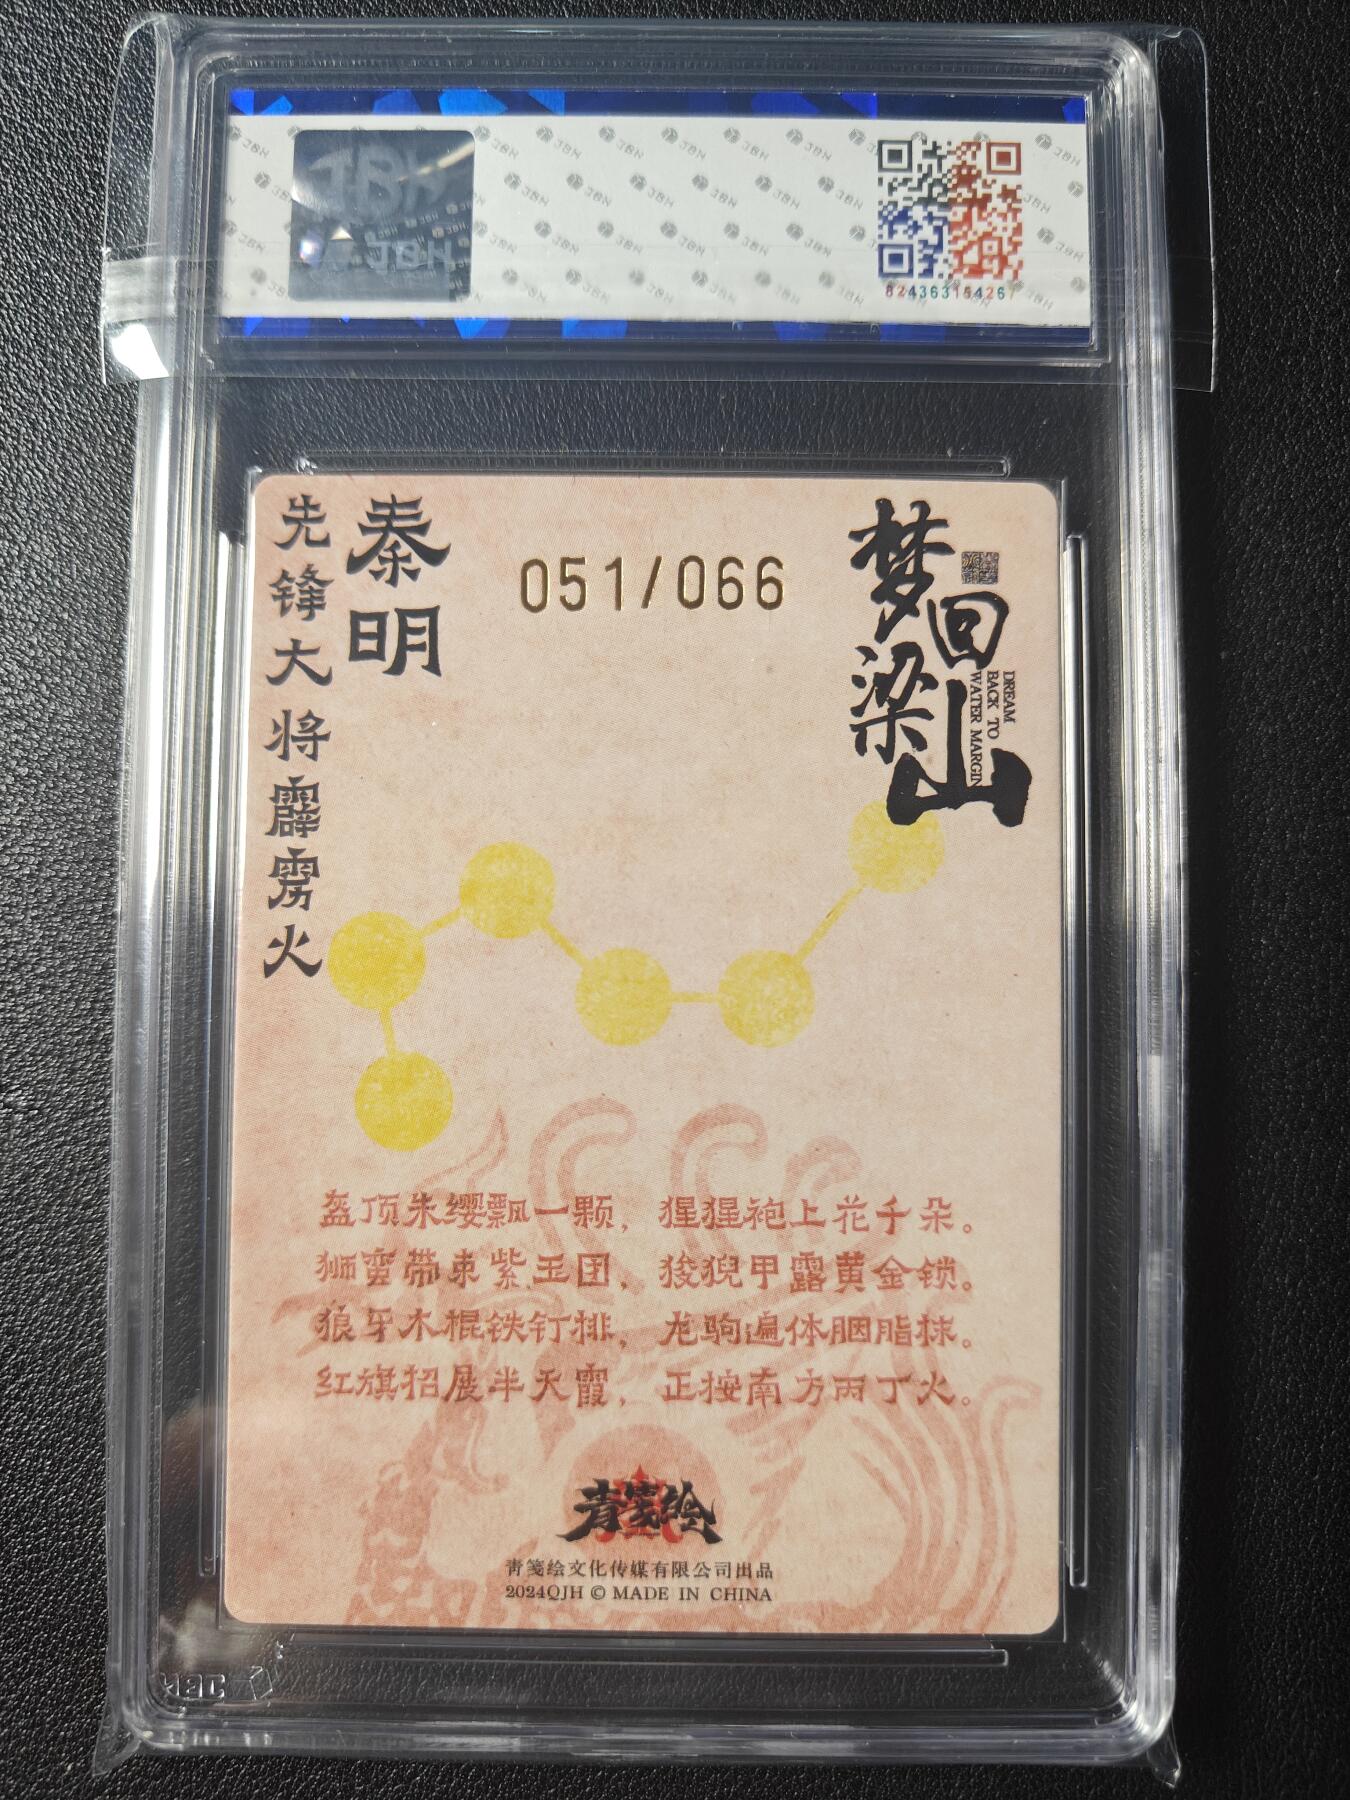 JBH
JBH
82436315426
秦明
先锋大将霹雳火
051/066
梦回梁山
DREAM
BACK TO
WATER MARGIN
盔顶朱缨飘一颗，猩猩袍上花千朵。
狮蛮带束紫玉团，狻猊甲露黄金锁。
狼牙木棍铁钉排，龙驹遍体胭脂抹。
红旗招展半天霞，正按南方丙丁火。
青笺绘
青笺绘文化传媒有限公司出品
2024QJH © MADE IN CHINA